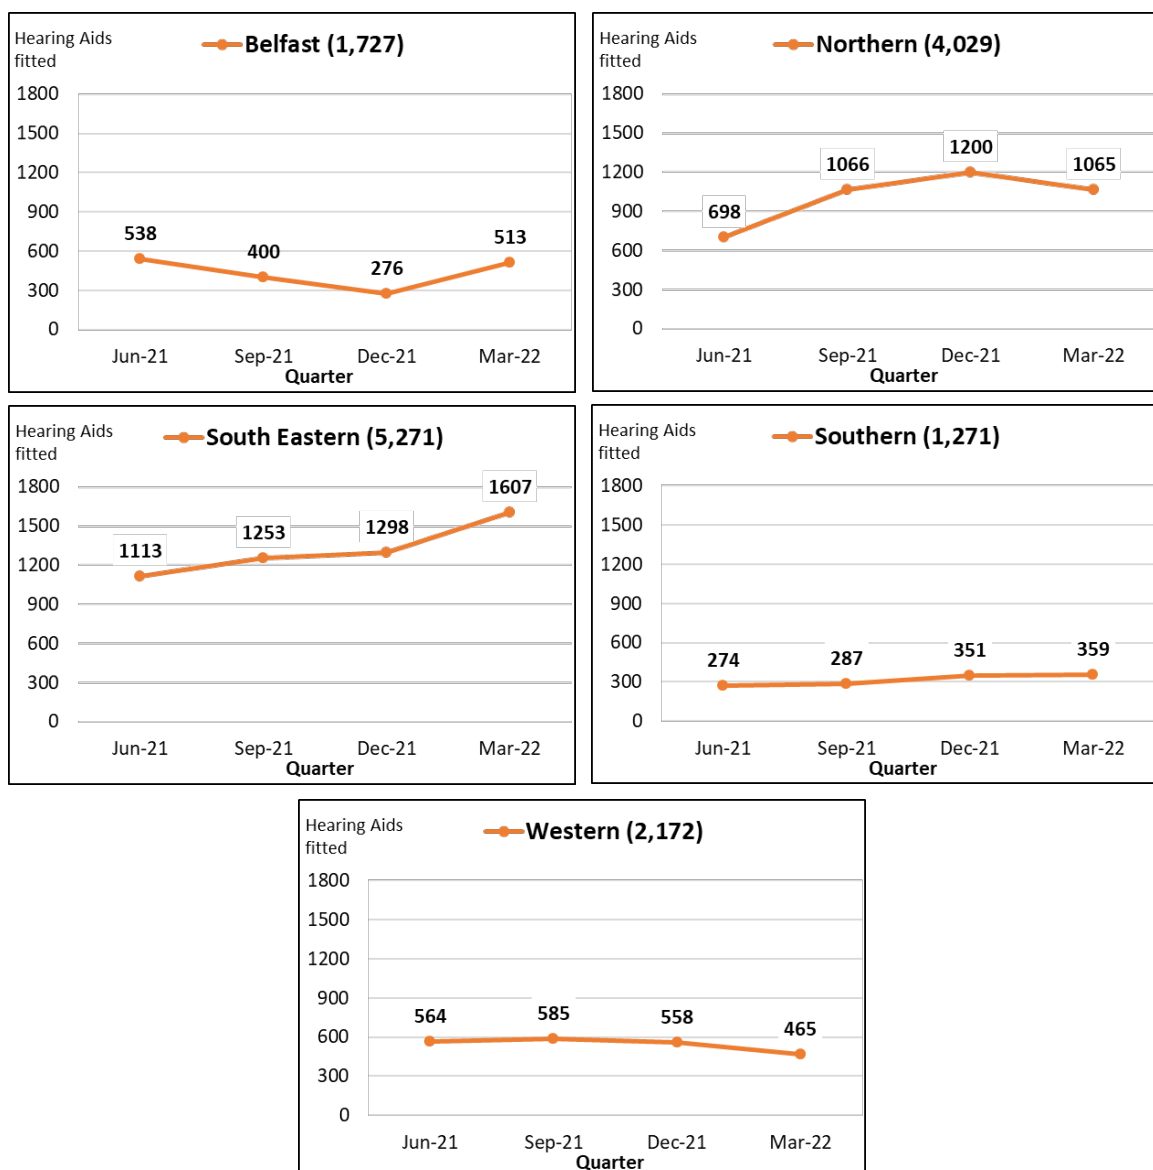 Hearing Aids
fitted
Belfast (1,727)
1800
1500
1200
900
600
300
0
538
400
276
513
Jun-21 Sep-21 Dec-21 Mar-22
Quarter
Hearing Aids
fitted
Northern (4,029)
1800
1500
1200
900
600
300
0
698
1066
1200
1065
Jun-21 Sep-21 Dec-21 Mar-22
Quarter
Hearing Aids
fitted
South Eastern (5,271)
1800
1500
1200
900
600
300
0
1113
1253
1298
1607
Jun-21 Sep-21 Dec-21 Mar-22
Quarter
Hearing Aids
fitted
Southern (1,271)
1800
1500
1200
900
600
300
0
274
287
351
359
Jun-21 Sep-21 Dec-21 Mar-22
Quarter
Hearing Aids
fitted
Western (2,172)
1800
1500
1200
900
600
300
0
564
585
558
465
Jun-21 Sep-21 Dec-21 Mar-22
Quarter